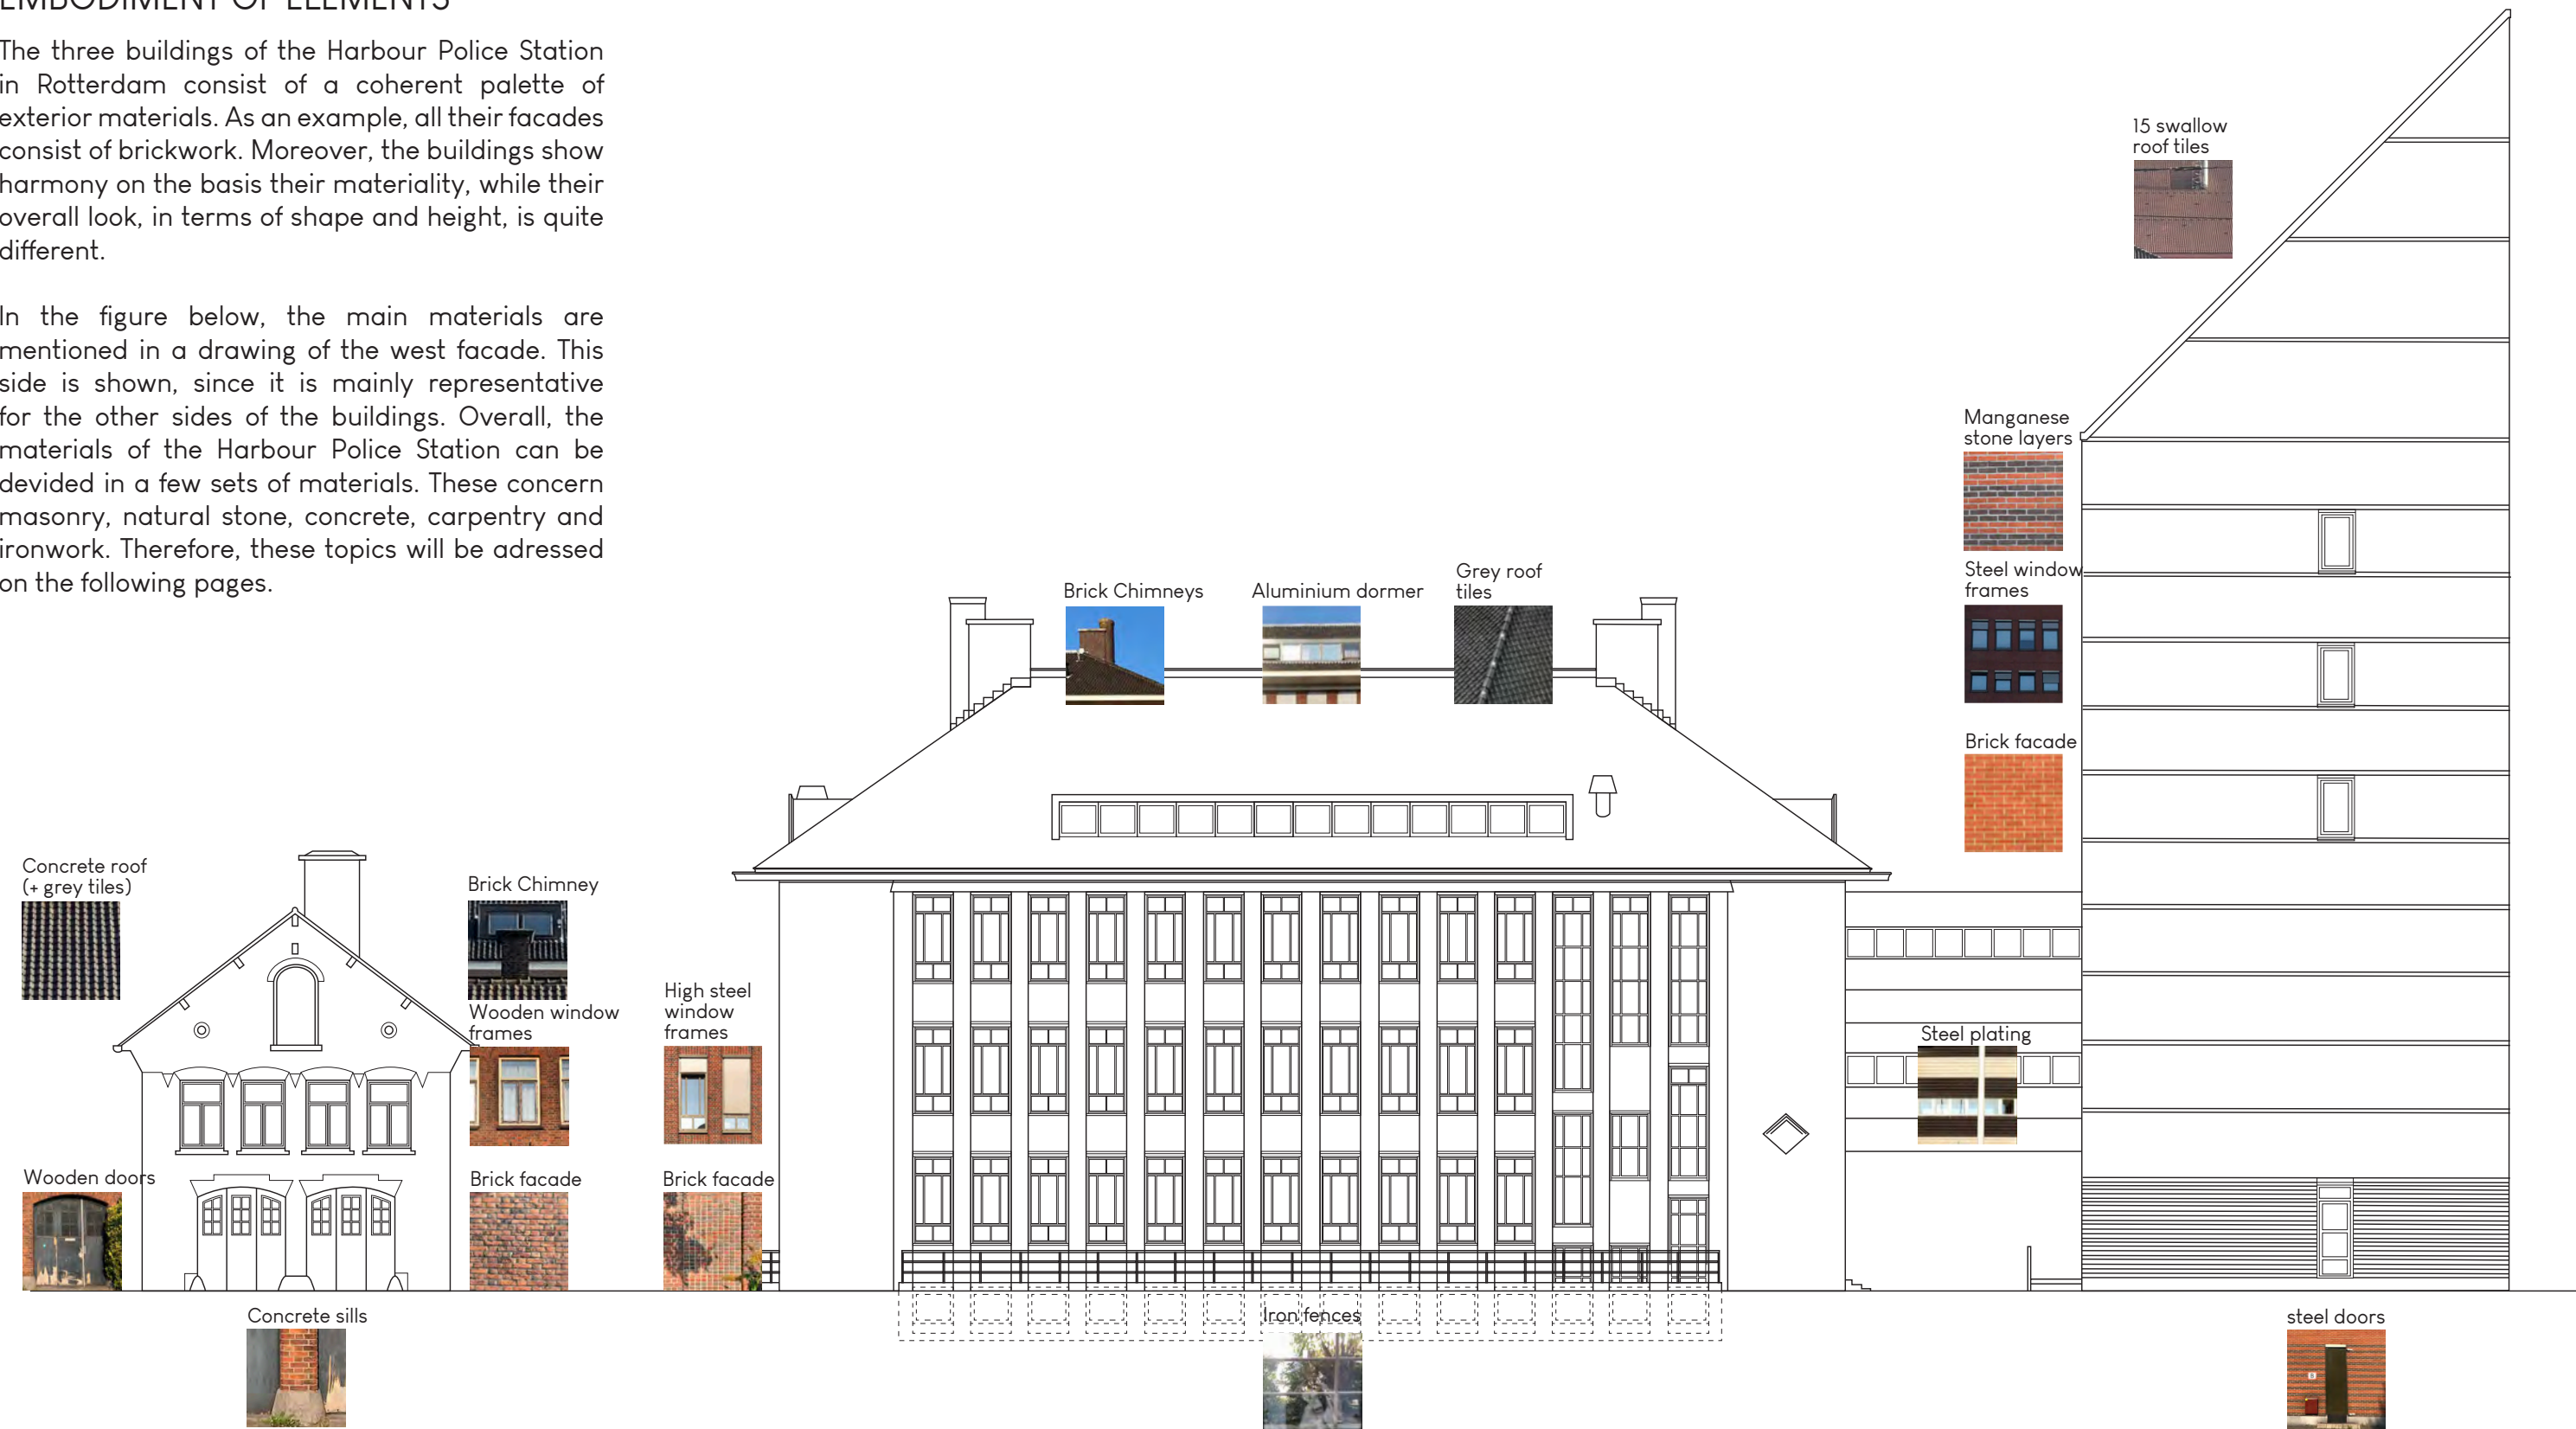 EMBODIMENT OF ELEMENTS
The three buildings of the Harbour Police Station
in Rotterdam consist of a coherent palette of
exterior materials. As an example, all their facades
consist of brickwork. Moreover, the buildings show
harmony on the basis their materiality, while their
overall look, in terms of shape and height, is quite
different.
In the figure below, the main materials are
mentioned in a drawing of the west facade. This
side is shown, since it is mainly representative
for the other sides of the buildings. Overall, the
materials of the Harbour Police Station can be
devided in a few sets of materials. These concern
masonry, natural stone, concrete, carpentry and
ironwork. Therefore, these topics will be adressed
on the following pages.
15 swallow
roof tiles
Manganese
stone layers
Steel window
frames
Brick facade
Brick Chimneys
Aluminium dormer
Grey roof
tiles
Concrete roof
(+ grey tiles)
Brick Chimney
Wooden window
frames
High steel
window
frames
Steel plating
Wooden doors
Brick facade
Brick facade
Concrete sills
Iron fences
steel doors